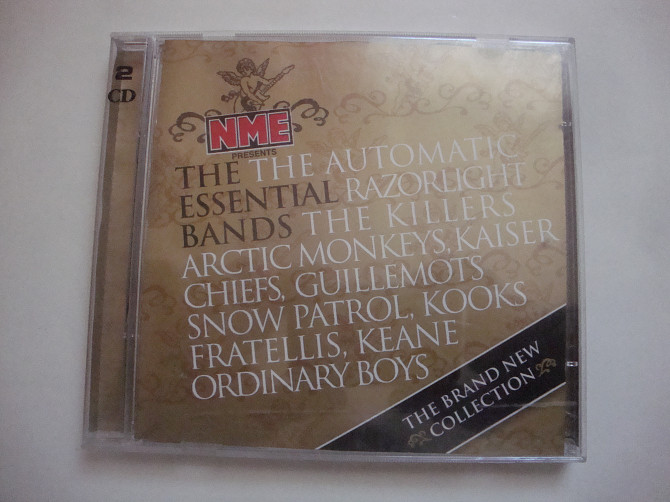 2
CD
NME
PRESENTS
THE THE AUTOMATIC
ESSENTIAL RAZORLIGHT
BANDS THE KILLERS
ARCTIC MONKEYS, KAISER
CHIEFS, GUILLEMOTS
SNOW PATROL, KOOKS
FRATELLIS, KEANE
ORDINARY BOYS
THE BRAND NEW
COLLECTION